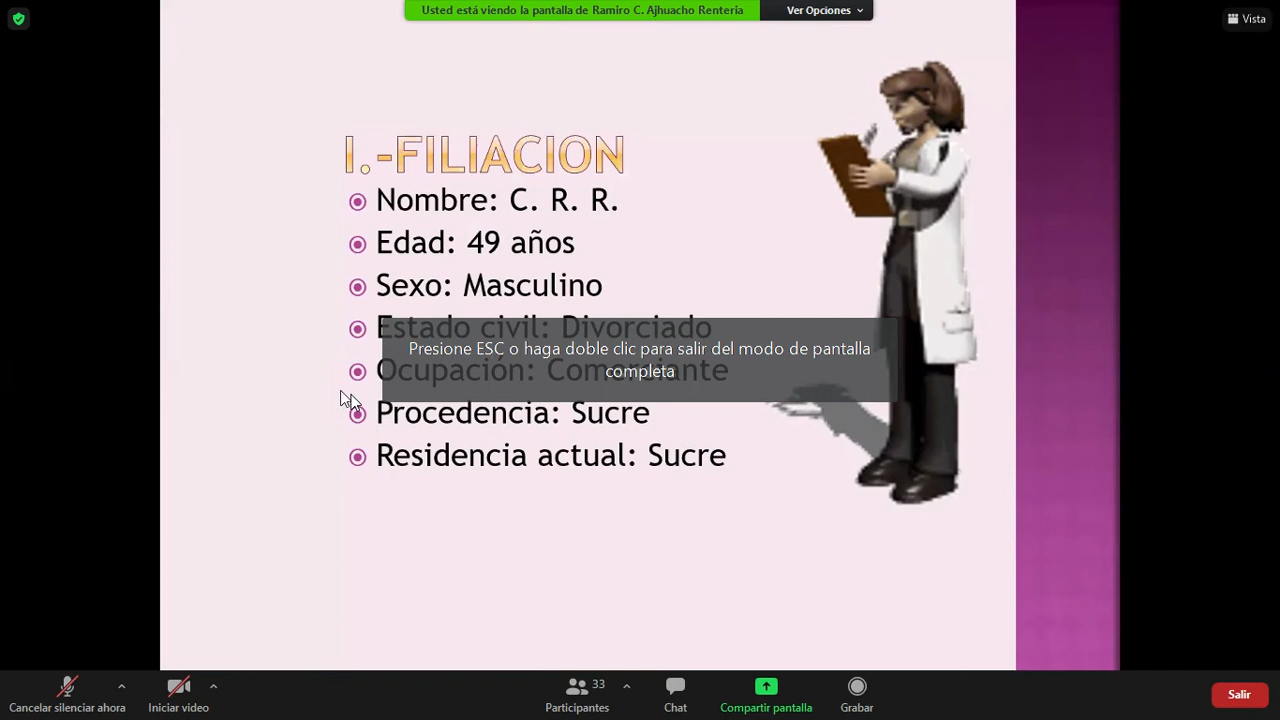 Usted está viendo la pantalla de Ramiro C. Ajhuacho Renteria
Ver Opciones
Vista
I.-FILIACION
Nombre: C. R. R.
Edad: 49 años
Sexo: Masculino
Estado civil: Divorciado
Presione ESC o haga doble clic para salir del modo de pantalla
completa
Ocupación: Comerciante
Procedencia: Sucre
Residencia actual: Sucre
33
Cancelar silenciar ahora
Iniciar video
Participantes
Chat
Compartir pantalla
Grabar
Salir